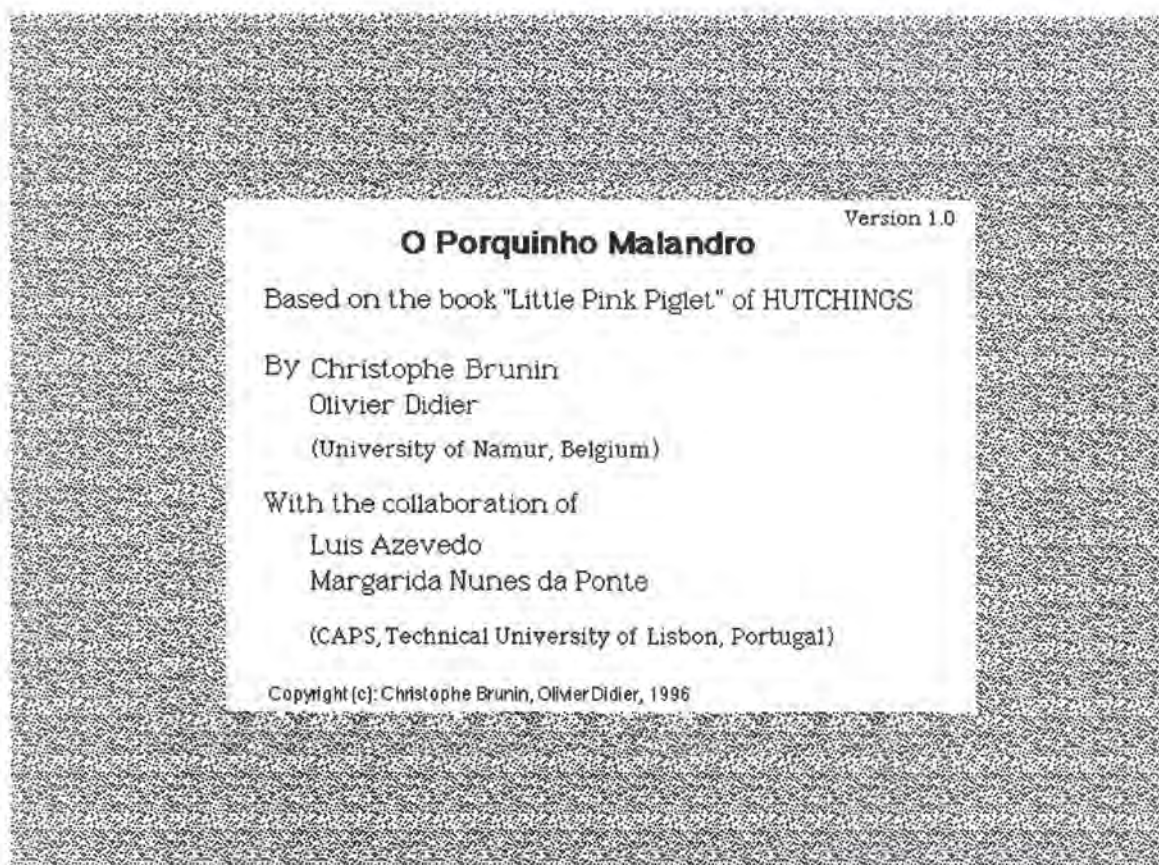 Version 1.0
O Porquinho Malandro
Based on the book "Little Pink Piglet" of HUTCHINGS
By Christophe Brunin
Olivier Didier
(University of Namur, Belgium)
With the collaboration of
Luis Azevedo
Margarida Nunes da Ponte
(CAPS, Technical University of Lisbon, Portugal)
Copyright (c): Christophe Brunin, Olivier Didier, 1996